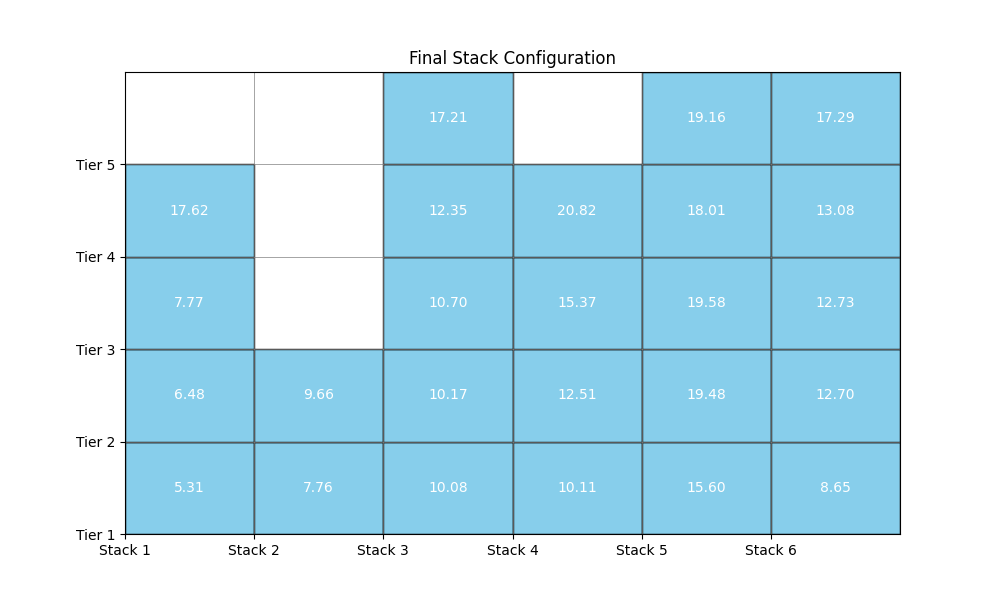 Final Stack Configuration
17.21 19.16 17.29
Tier 5
17.62 12.35 20.82 18.01 13.08
Tier 4
7.77 10.70 15.37 19.58 12.73
Tier 3
6.48 9.66 10.17 12.51 19.48 12.70
Tier 2
5.31 7.76 10.08 10.11 15.60 8.65
Tier 1
Stack 1 Stack 2 Stack 3 Stack 4 Stack 5 Stack 6